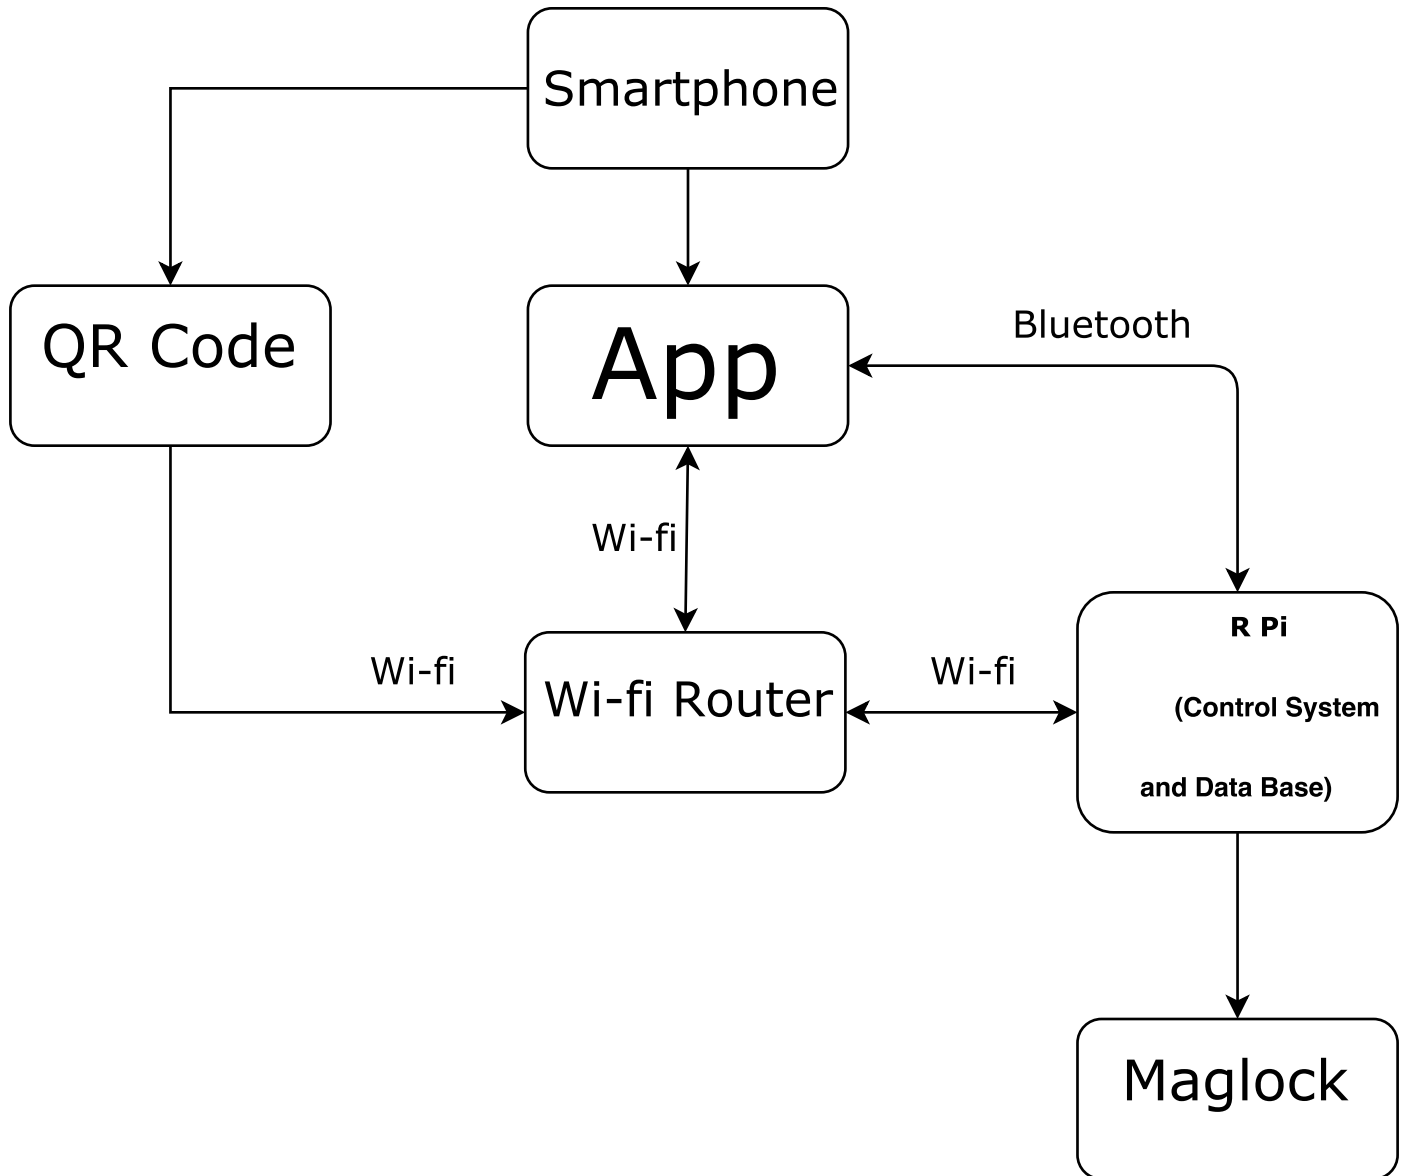 Smartphone
QR Code
App
Bluetooth
Wi-fi
Wi-fi
Wi-fi Router
Wi-fi
R Pi
(Control System
and Data Base)
Maglock